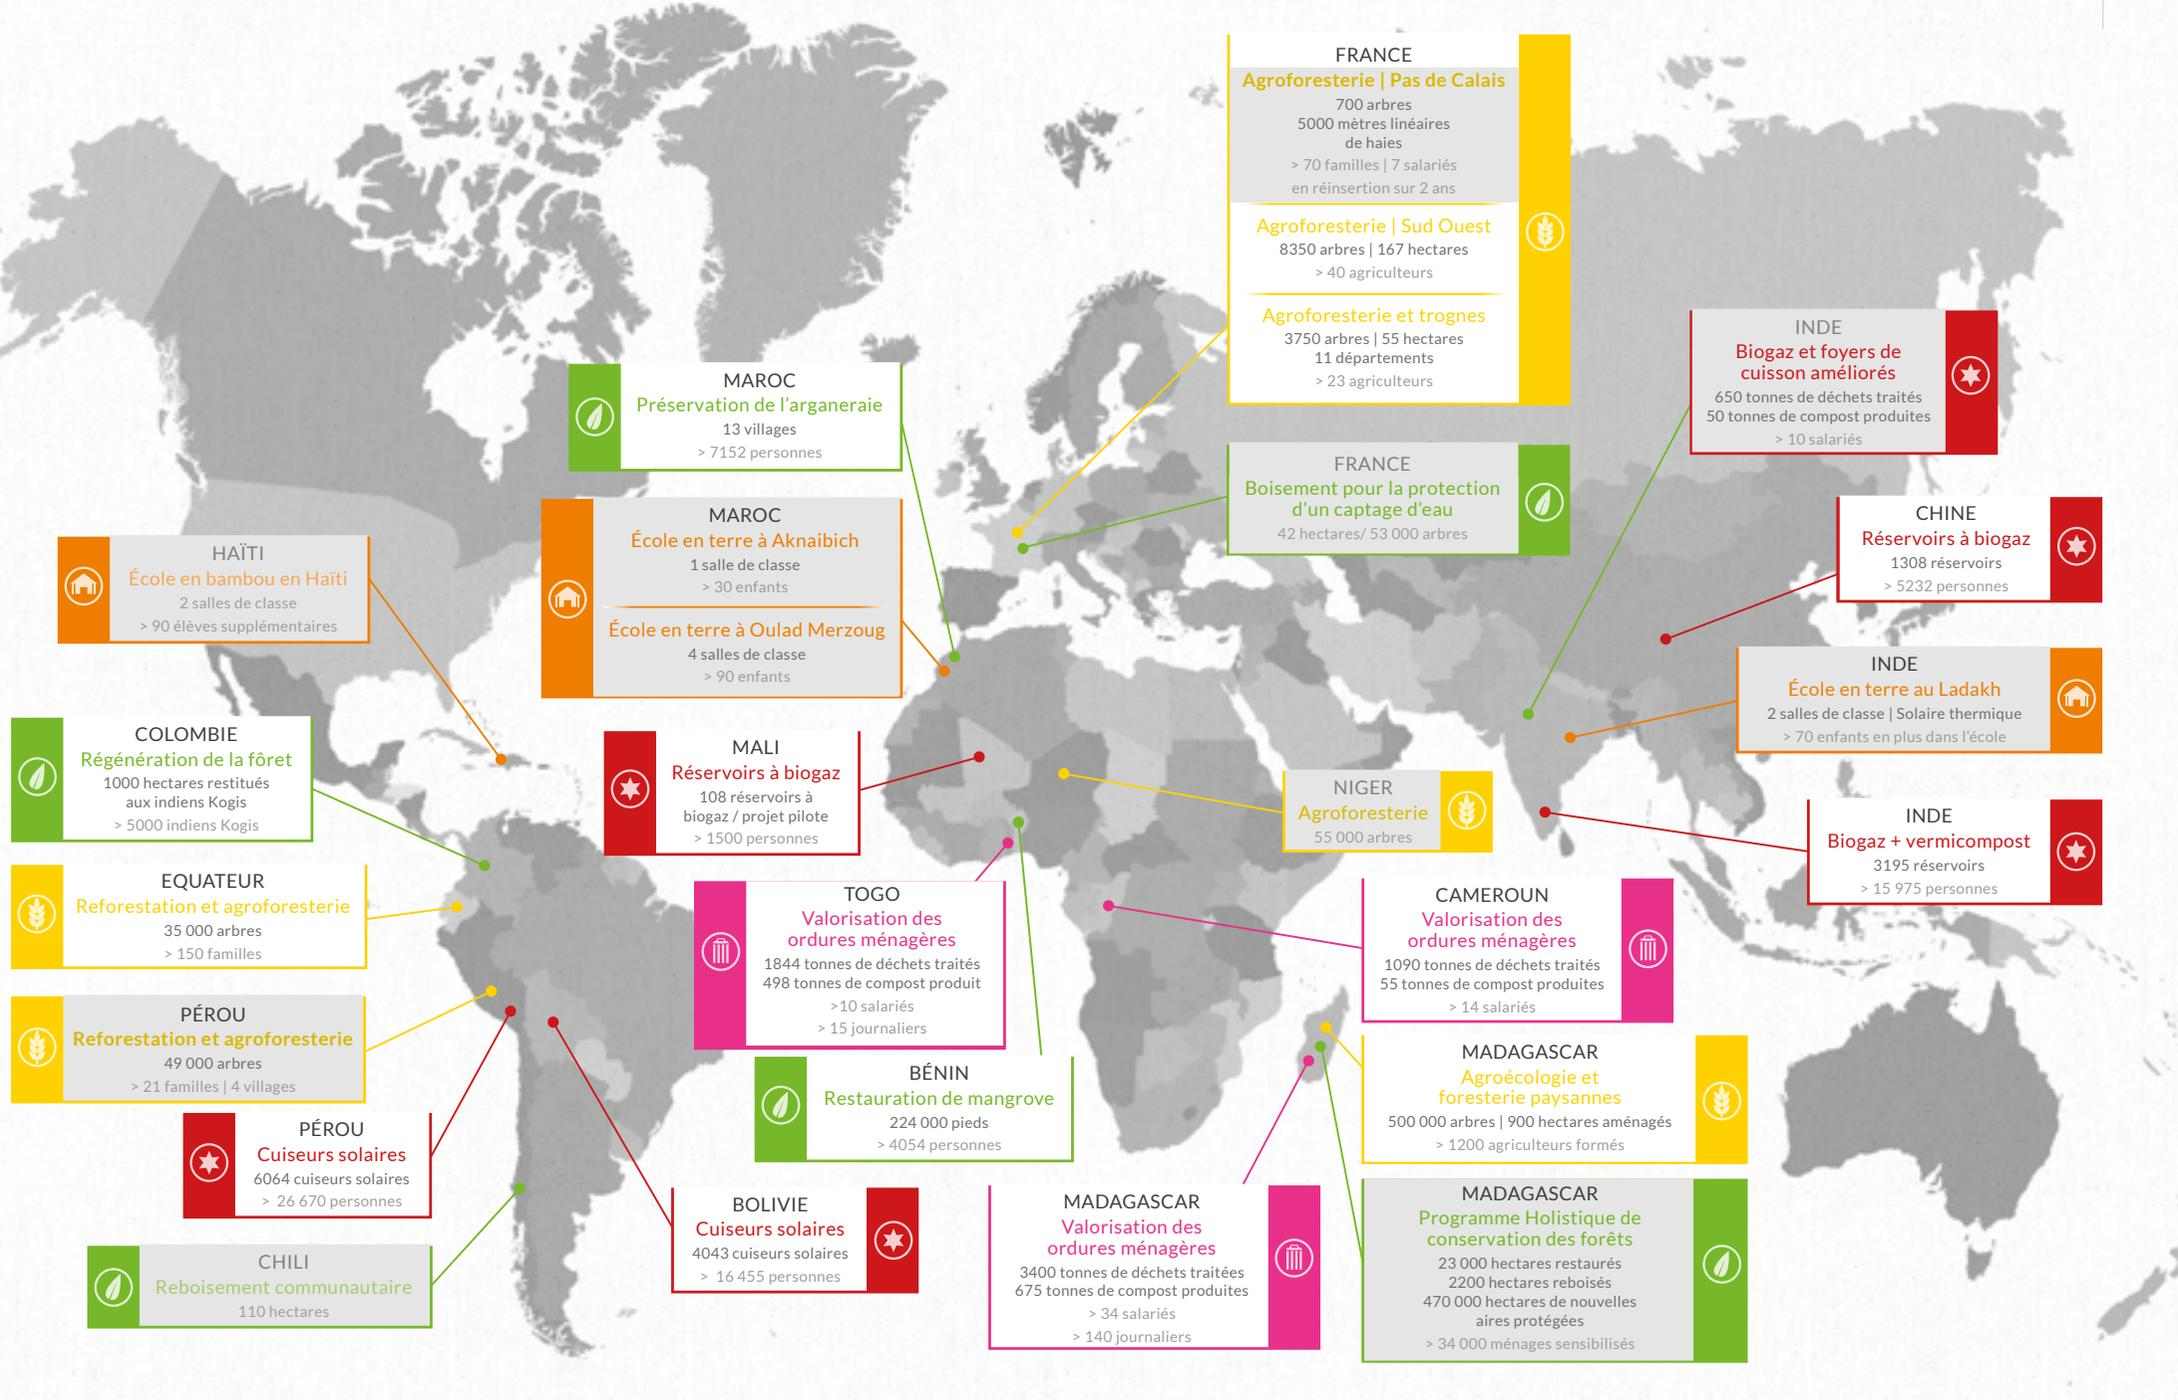 FRANCE
Agroforesterie | Pas de Calais
700 arbres
5000 mètres linéaires
de haies
> 70 familles | 7 salariés
en réinsertion sur 2 ans
Agroforesterie | Sud Ouest
8350 arbres | 167 hectares
> 40 agriculteurs
Agroforesterie et trognes
3750 arbres | 55 hectares
11 départements
> 23 agriculteurs
INDE
Biogaz et foyers de
cuisson améliorés
650 tonnes de déchets traités
50 tonnes de compost produites
> 10 salariés
MAROC
Préservation de l'arganeraie
13 villages
> 7152 personnes
FRANCE
Boisement pour la protection
d'un captage d'eau
42 hectares/ 53 000 arbres
MAROC
École en terre à Aknaibich
1 salle de classe
> 30 enfants
École en terre à Oulad Merzoug
4 salles de classe
> 90 enfants
CHINE
Réservoirs à biogaz
1308 réservoirs
> 5232 personnes
HAÏTI
École en bambou en Haïti
2 salles de classe
> 90 élèves supplémentaires
INDE
École en terre au Ladakh
2 salles de classe | Solaire thermique
> 70 enfants en plus dans l'école
COLOMBIE
Régénération de la fôret
1000 hectares restitués
aux indiens Kogis
> 5000 indiens Kogis
MALI
Réservoirs à biogaz
108 réservoirs à
biogaz / projet pilote
> 1500 personnes
NIGER
Agroforesterie
55 000 arbres
INDE
Biogaz + vermicompost
3195 réservoirs
> 15 975 personnes
EQUATEUR
Reforestation et agroforesterie
35 000 arbres
> 150 familles
TOGO
Valorisation des
ordures ménagères
1844 tonnes de déchets traités
498 tonnes de compost produit
>10 salariés
> 15 journaliers
CAMEROUN
Valorisation des
ordures ménagères
1090 tonnes de déchets traités
55 tonnes de compost produites
> 14 salariés
PÉROU
Reforestation et agroforesterie
49 000 arbres
> 21 familles | 4 villages
MADAGASCAR
Agroécologie et
foresterie paysannes
500 000 arbres | 900 hectares aménagés
> 1200 agriculteurs formés
BÉNIN
Restauration de mangrove
224 000 pieds
> 4054 personnes
PÉROU
Cuiseurs solaires
6064 cuiseurs solaires
> 26 670 personnes
BOLIVIE
Cuiseurs solaires
4043 cuiseurs solaires
> 16 455 personnes
MADAGASCAR
Valorisation des
ordures ménagères
3400 tonnes de déchets traitées
675 tonnes de compost produites
> 34 salariés
> 140 journaliers
MADAGASCAR
Programme Holistique de
conservation des forêts
23 000 hectares restaurés
2200 hectares reboisés
470 000 hectares de nouvelles
aires protégées
> 34 000 ménages sensibilisés
CHILI
Reboisement communautaire
110 hectares